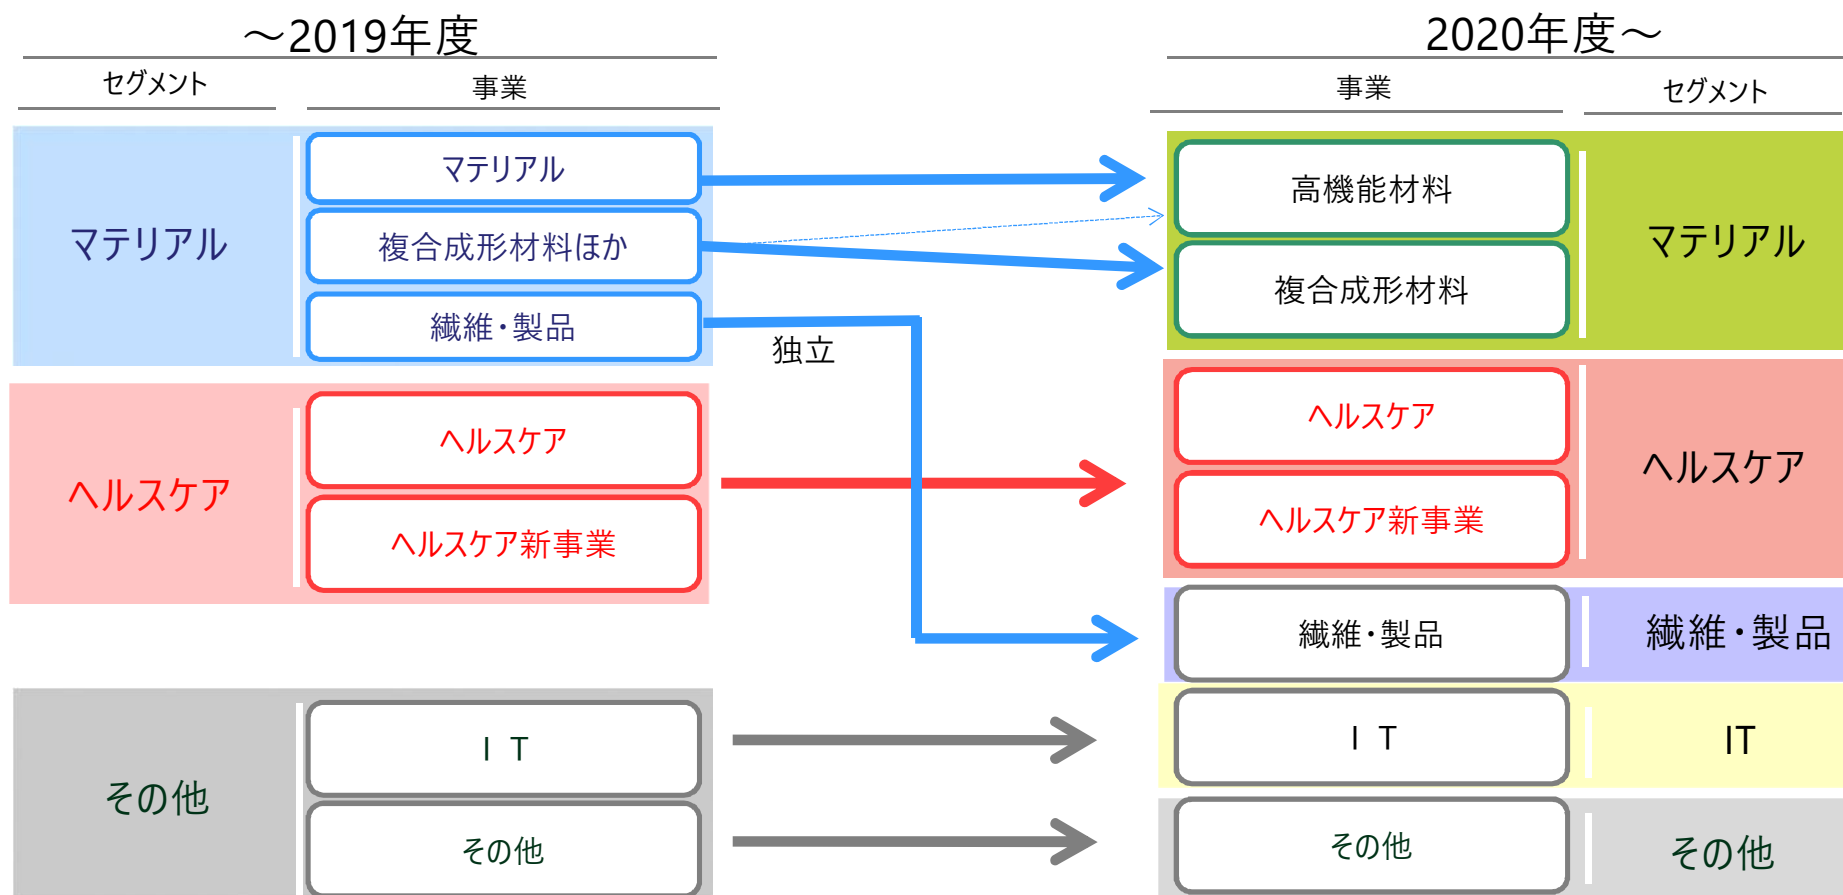 ～2019年度
2020年度～
セグメント
事業
事業
セグメント
マテリアル
マテリアル
複合成形材料ほか
繊維・製品
独立
高機能材料
複合成形材料
マテリアル
ヘルスケア
ヘルスケア
ヘルスケア新事業
ヘルスケア
ヘルスケア新事業
ヘルスケア
繊維・製品
繊維・製品
その他
ＩＴ
その他
ＩＴ
IT
その他
その他